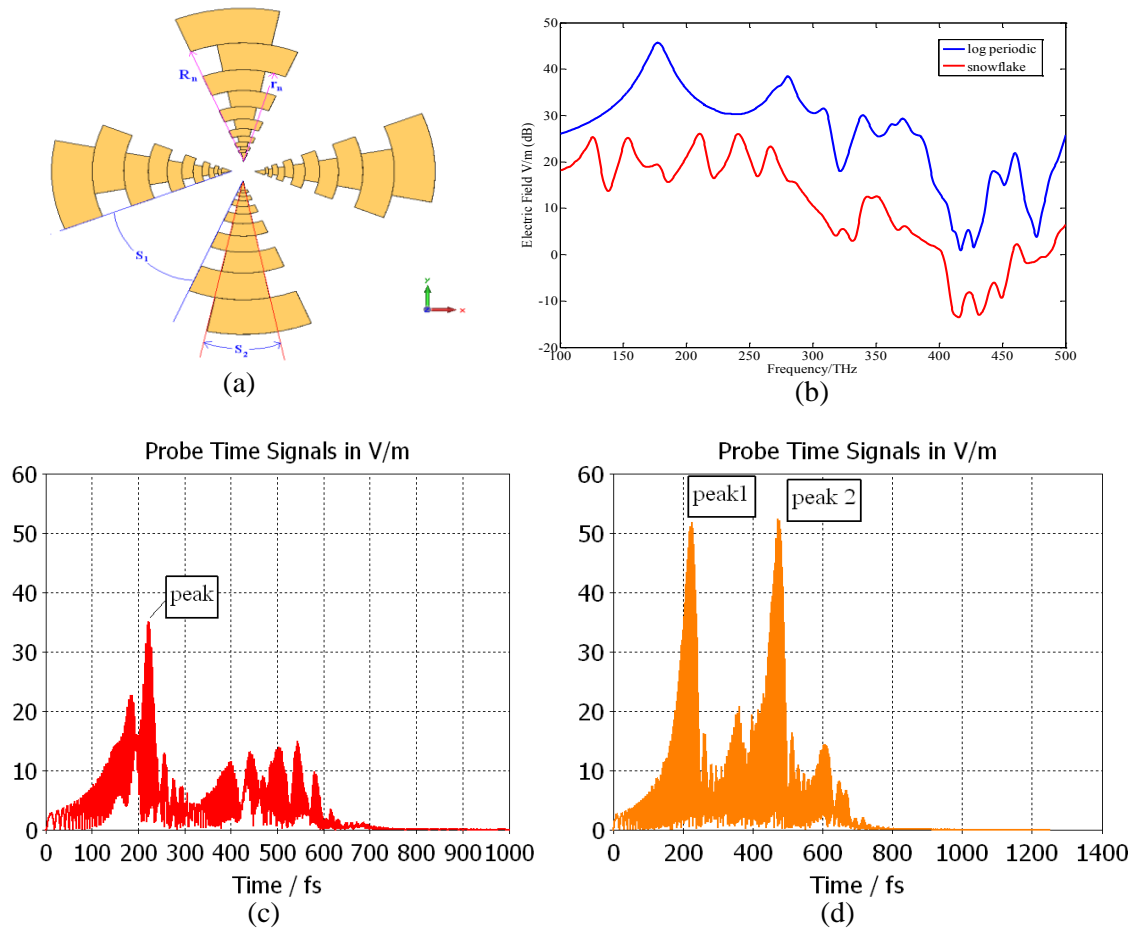 Rn
rn
S1
S2
y
x
(a)
50
40
30
20
10
0
-10
-20
Electric Field V/m (dB)
log periodic
snowflake
100 150 200 250 300 350 400 450 500
Frequency/THz
(b)
Probe Time Signals in V/m
60
50
40
30
20
10
0
peak
0 100 200 300 400 500 600 700 800 900 1000
Time / fs
(c)
Probe Time Signals in V/m
60
50
40
30
20
10
0
peak1
peak 2
0 200 400 600 800 1000 1200 1400
Time / fs
(d)